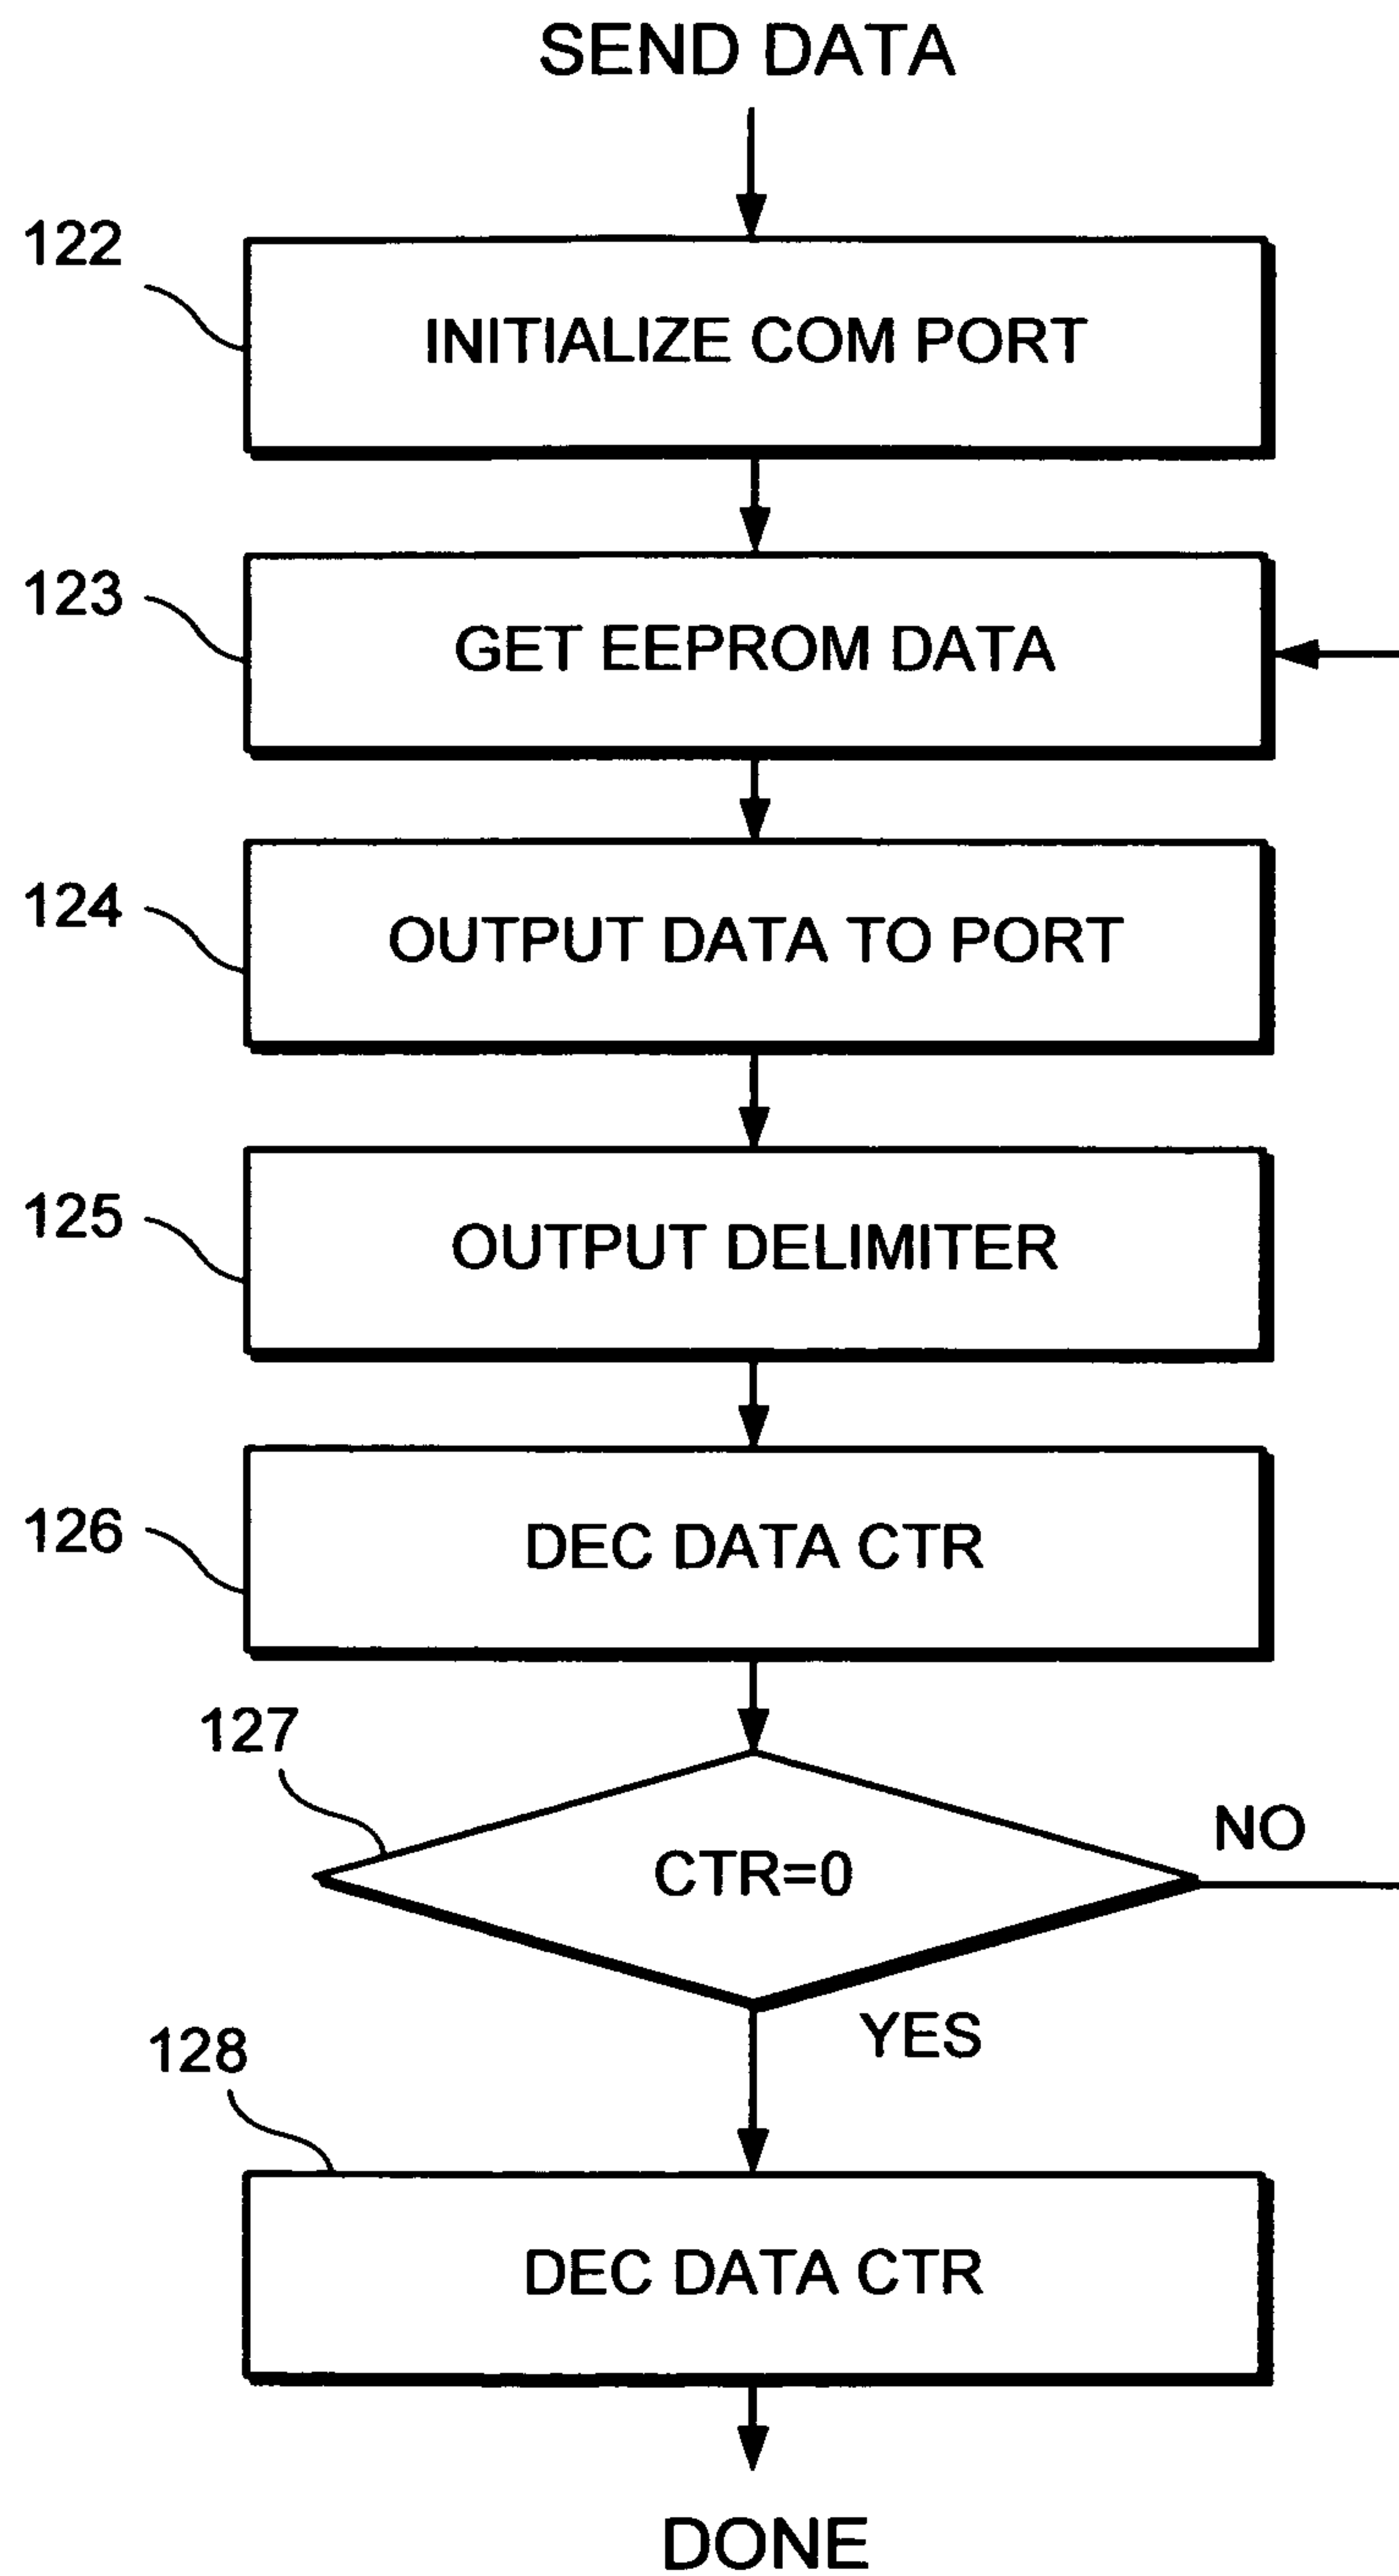 SEND DATA
122
INITIALIZE COM PORT
123
GET EEPROM DATA
124
OUTPUT DATA TO PORT
125
OUTPUT DELIMITER
126
DEC DATA CTR
127
CTR=0
NO
YES
128
DEC DATA CTR
DONE